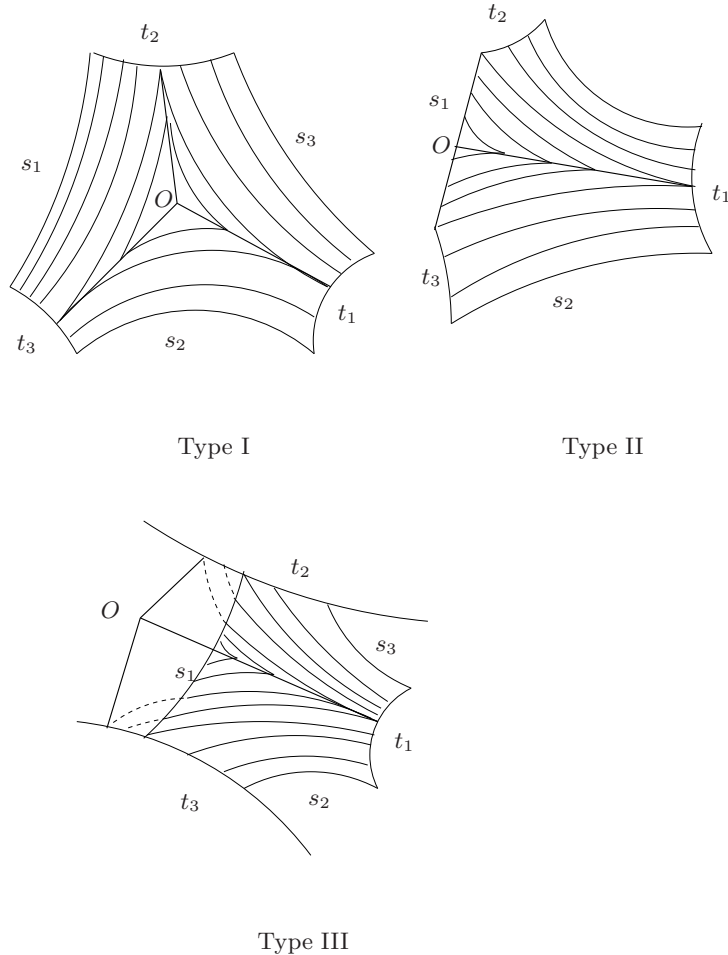 t₂
s₁
O
s₃
t₁
t₃
s₂
Type I
t₂
s₁
O
t₁
t₃
s₂
Type II
t₂
O
s₃
s₁
t₁
t₃
s₂
Type III